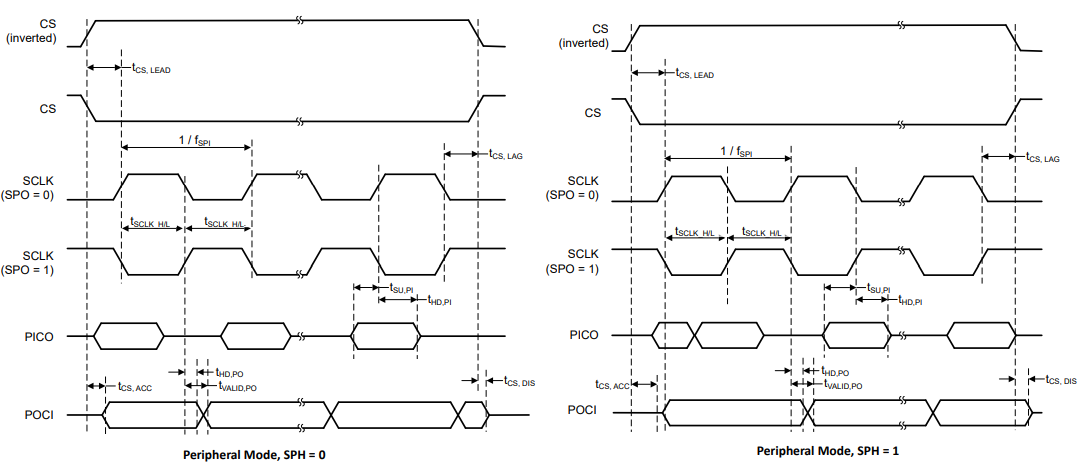 CS
(inverted)
tCS, LEAD
CS
1 / fSPI
tCS, LAG
SCLK
(SPO = 0)
tSCLK_H/L
tSCLK_H/L
SCLK
(SPO = 1)
tSU,PI
tHD,PI
PICO
tHD,PO
tCS, ACC
tVALID,PO
tCS, DIS
POCI
Peripheral Mode, SPH = 0
CS
(inverted)
tCS, LEAD
CS
1 / fSPI
tCS, LAG
SCLK
(SPO = 0)
tSCLK_H/L
tSCLK_H/L
SCLK
(SPO = 1)
tSU,PI
tHD,PI
PICO
tHD,PO
tCS, ACC
tVALID,PO
tCS, DIS
POCI
Peripheral Mode, SPH = 1